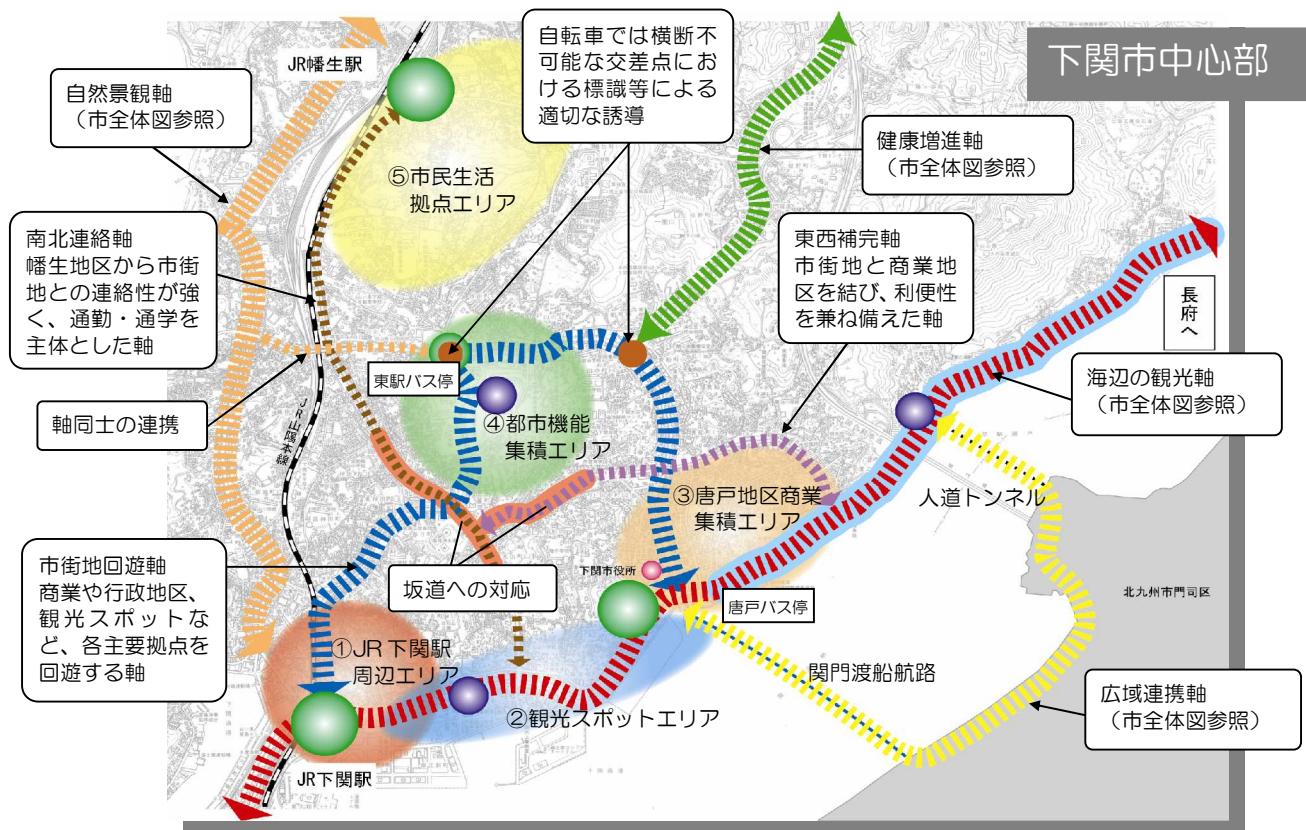 下関市中心部
JR幡生駅
自転車では横断不
可能な交差点にお
ける標識等による
適切な誘導
自然景観軸
(市全体図参照)
健康増進軸
(市全体図参照)
⑤市民生活
拠点エリア
南北連絡軸
幡生地区から市街
地との連絡性が強
く、通勤・通学を
主体とした軸
東西補完軸
市街地と商業地
区を結び、利便性
を兼ね備えた軸
長府へ
東駅バス停
海辺の観光軸
(市全体図参照)
軸同士の連携
JR山陽本線
④都市機能
集積エリア
③唐戸地区商業
集積エリア
人道トンネル
市街地回遊軸
商業や行政地区、
観光スポットな
ど、各主要拠点を
回遊する軸
坂道への対応
下関市役所
唐戸バス停
北九州市門司区
①JR下関駅
周辺エリア
関門渡船航路
②観光スポットエリア
広域連携軸
(市全体図参照)
JR下関駅